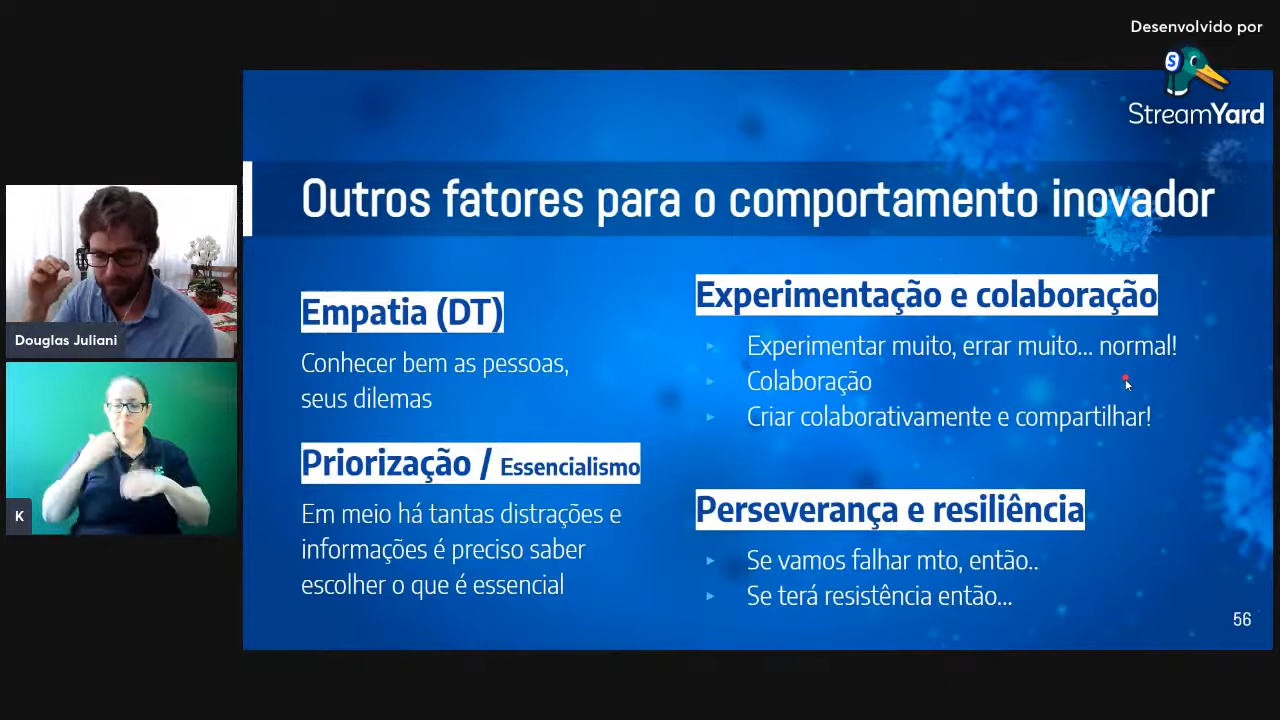 Desenvolvido por
StreamYard
Outros fatores para o comportamento inovador
Empatia (DT)
Conhecer bem as pessoas,
seus dilemas
Priorização / Essencialismo
Em meio há tantas distrações e
informações é preciso saber
escolher o que é essencial
Experimentação e colaboração
Experimentar muito, errar muito... normal!
Colaboração
Criar colaborativamente e compartilhar!
Perseverança e resiliência
Se vamos falhar mto, então..
Se terá resistência então...
56
Douglas Juliani
K